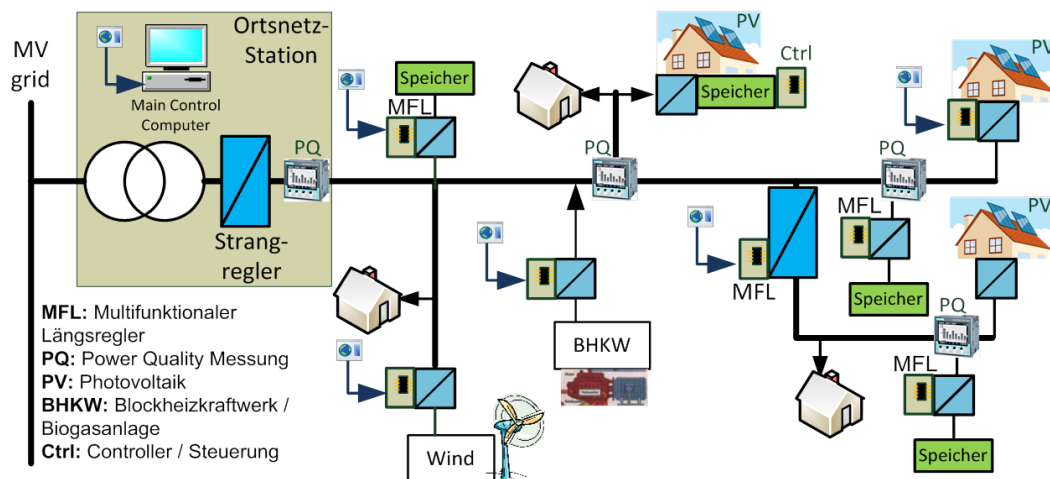 MV
grid
Main Control
Computer
Ortsnetz-
Station
PQ
Strang-
regler
Speicher
MFL
PV
Ctrl
Speicher
PQ
PV
PQ
MFL
Speicher
MFL
PV
BHKW
PQ
MFL
Speicher
Wind
MFL: Multifunktionaler
Längsregler
PQ: Power Quality Messung
PV: Photovoltaik
BHKW: Blockheizkraftwerk /
Biogasanlage
Ctrl: Controller / Steuerung